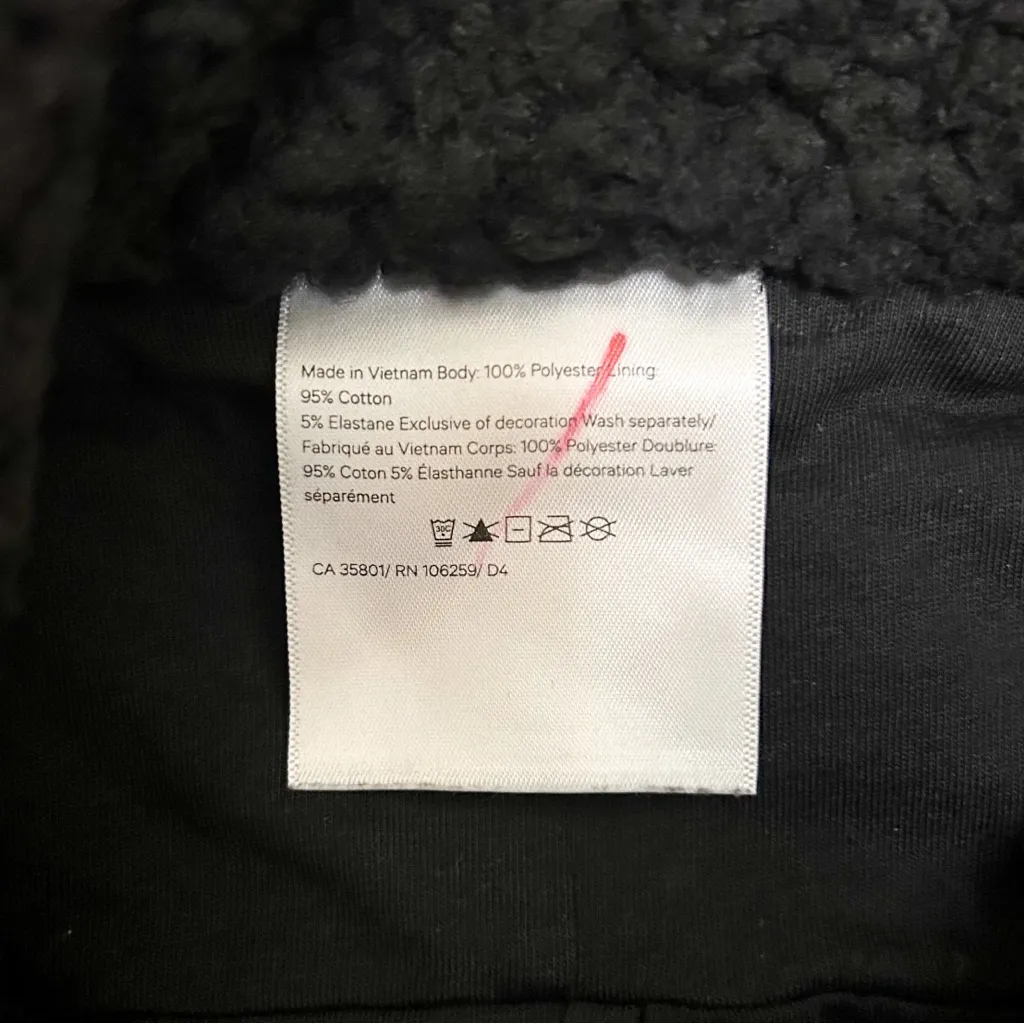 Made in Vietnam Body: 100% Polyester Lining:
95% Cotton
5% Elastane Exclusive of decoration Wash separately/
Fabriqué au Vietnam Corps: 100% Polyester Doublure:
95% Coton 5% Élasthanne Sauf la décoration Laver
séparément
30C
CA 35801/ RN 106259/ D4